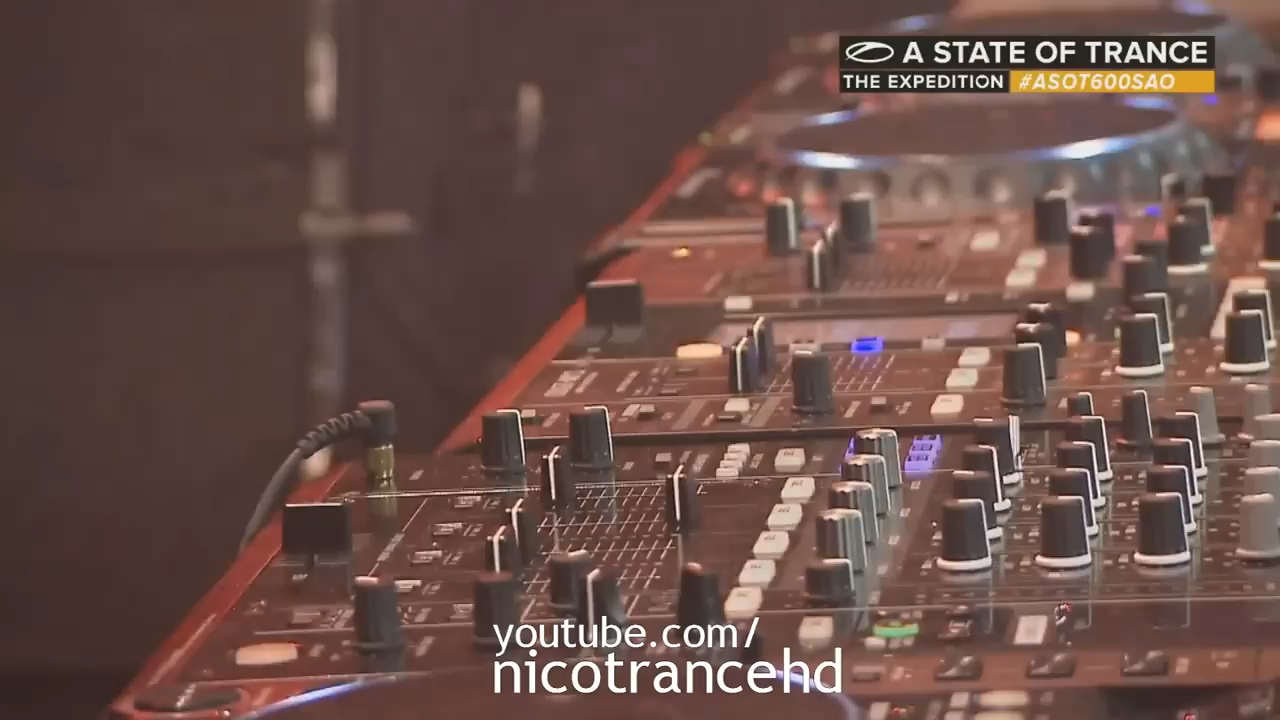 A STATE OF TRANCE
THE EXPEDITION #ASOT600SAO
youtube.com/
nicotrancehd